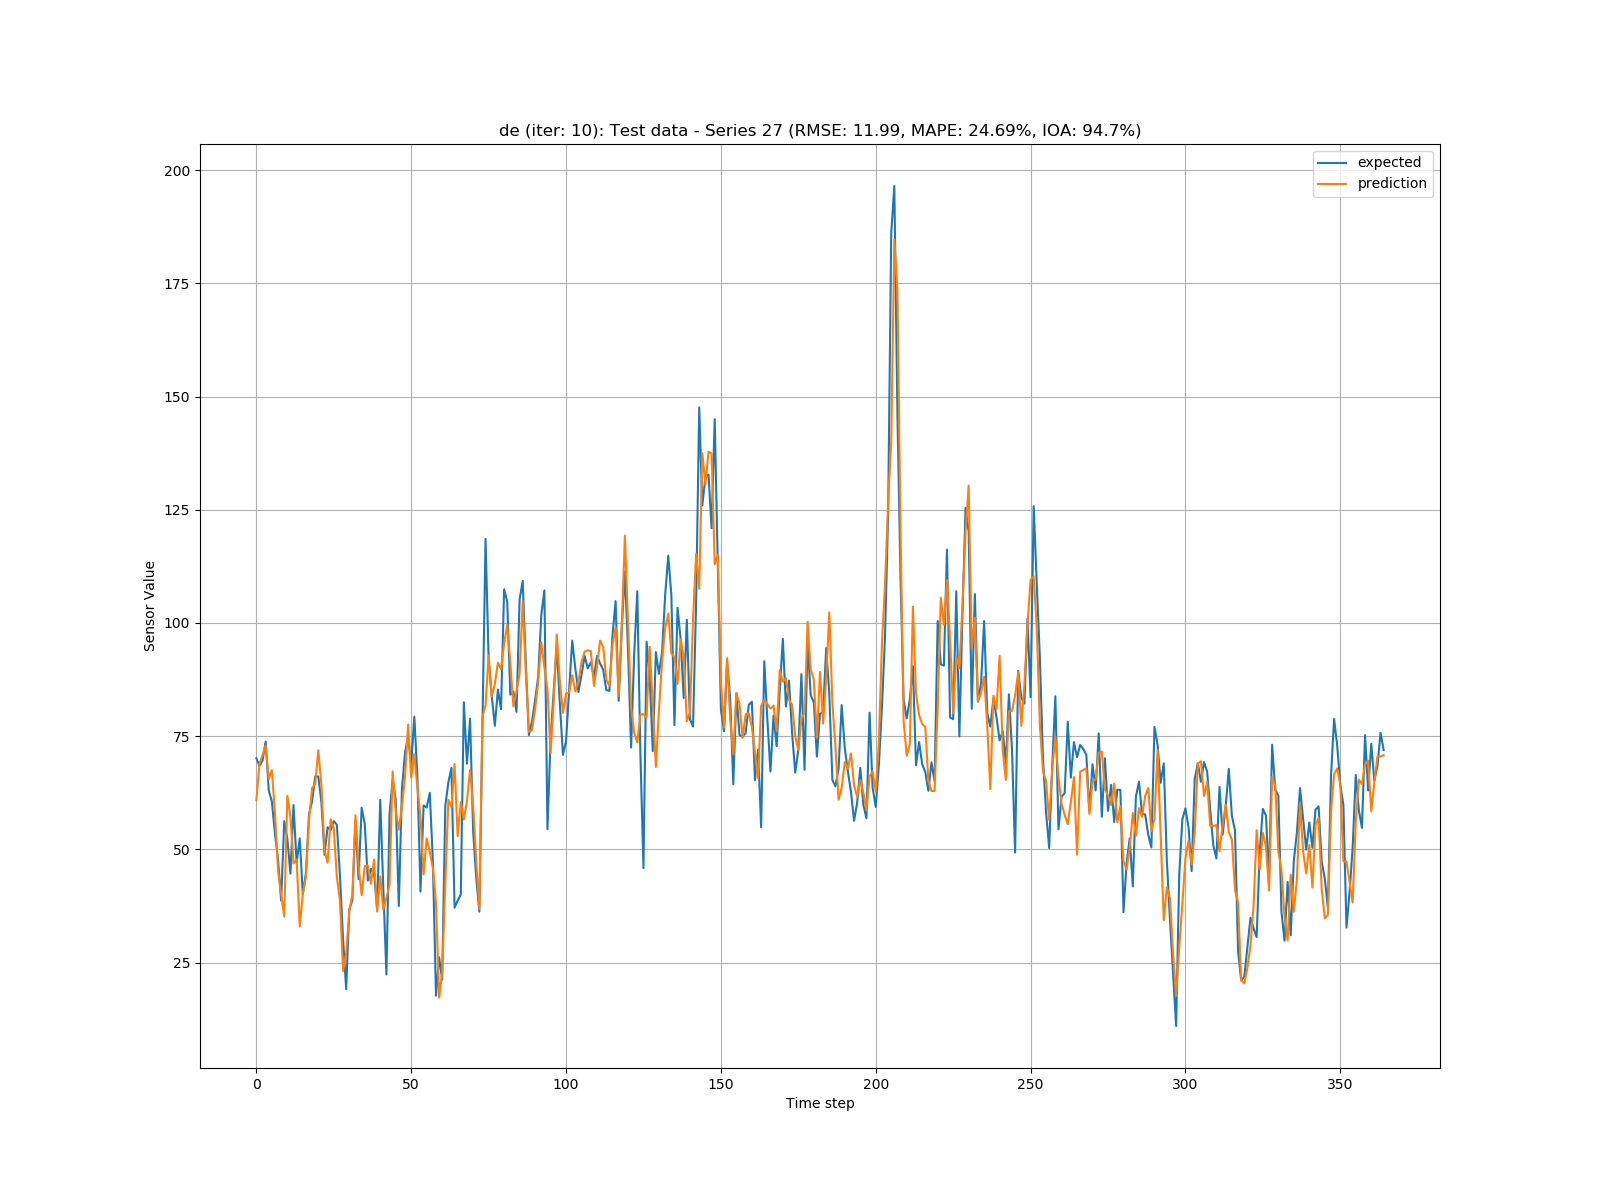 de (iter: 10): Test data - Series 27 (RMSE: 11.99, MAPE: 24.69%, IOA: 94.7%)
expected
prediction
200
175
150
125
100
75
50
25
Sensor Value
0 50 100 150 200 250 300 350
Time step